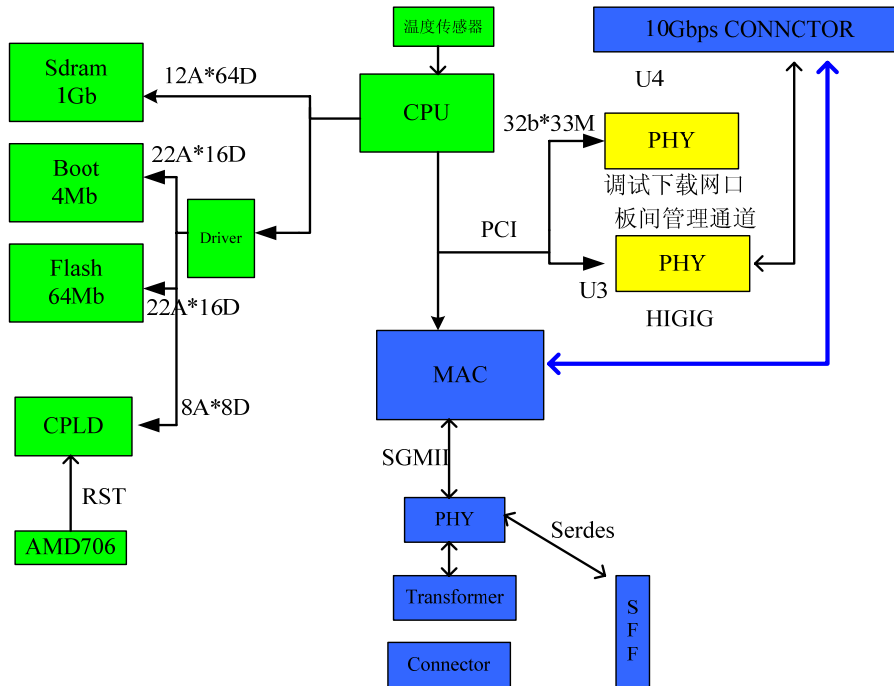 温度传感器
10Gbps CONNCTOR
Sdram
1Gb
12A*64D
CPU
U4
32b*33M
PHY
调试下载网口
Boot
4Mb
22A*16D
Driver
板间管理通道
PCI
PHY
U3
HIGIG
Flash
64Mb
22A*16D
MAC
CPLD
8A*8D
SGMII
RST
PHY
Serdes
AMD706
Transformer
S
F
F
Connector